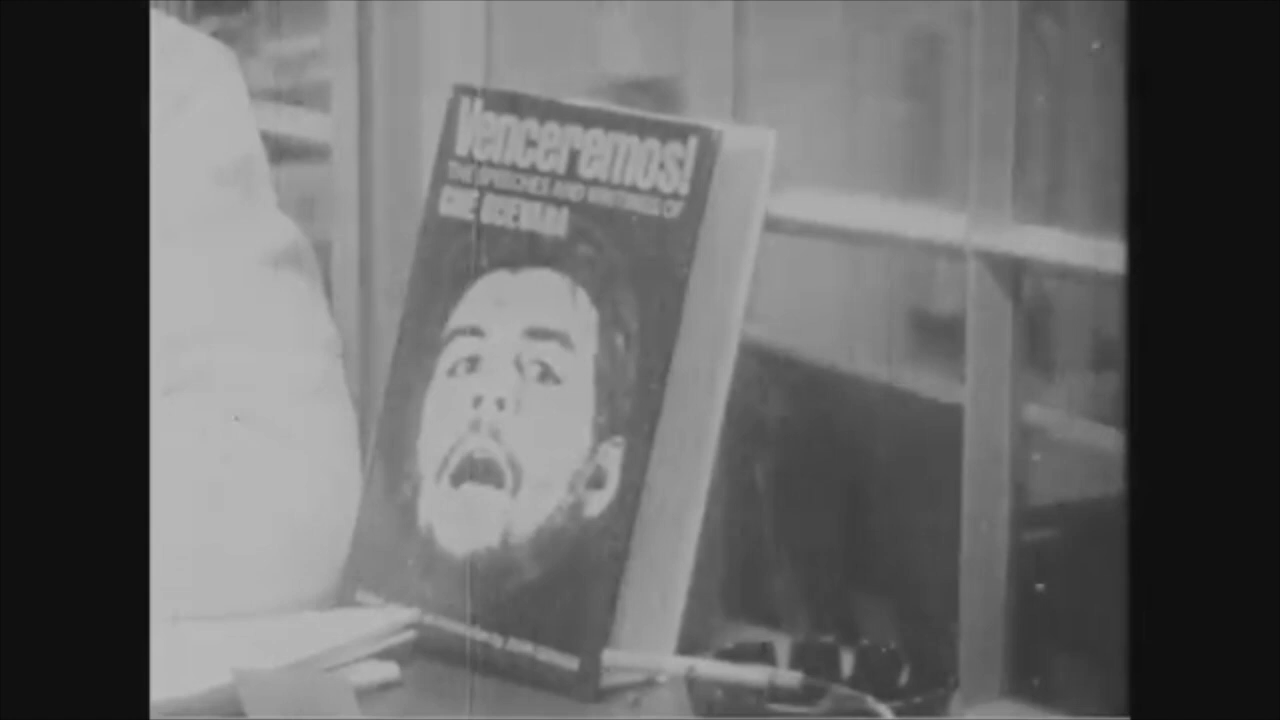 Venceremos!
THE SPEECHES AND WRITINGS OF
CHE GUEVARA